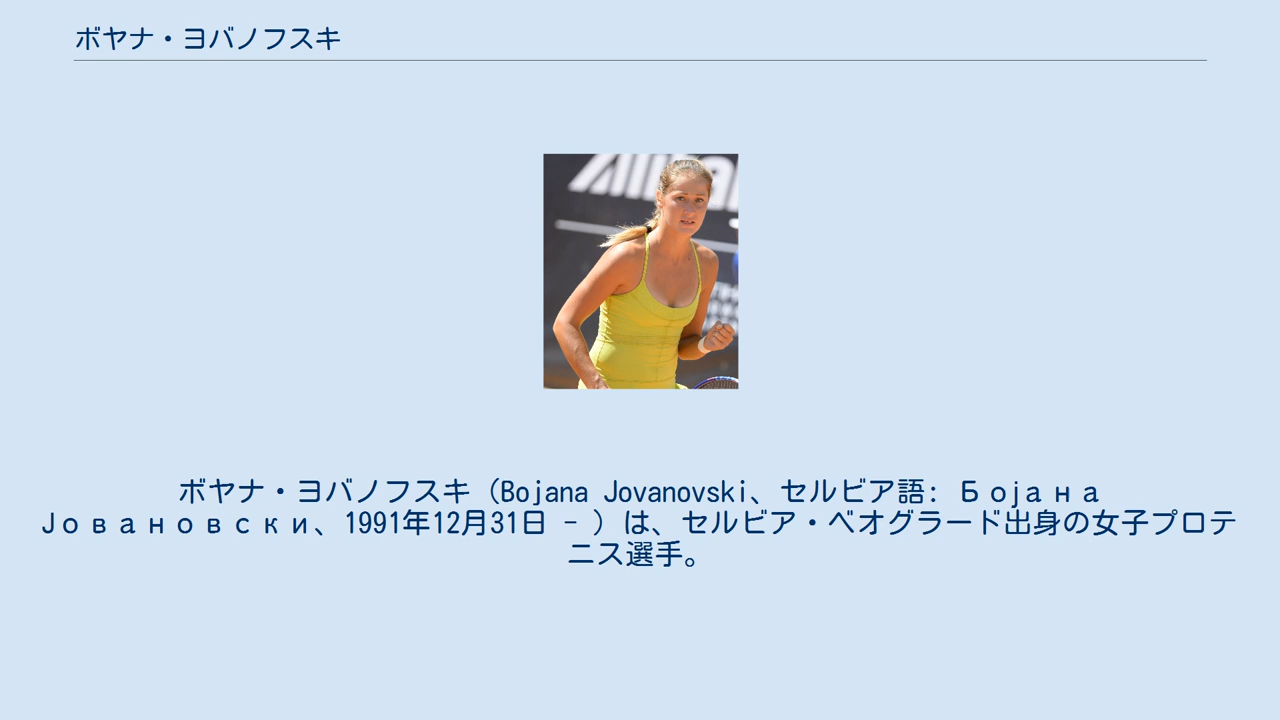 ボヤナ・ヨバノフスキ
ボヤナ・ヨバノフスキ（Bojana Jovanovski、セルビア語: Бојана
Јовановски、1991年12月31日 - ）は、セルビア・ベオグラード出身の女子プロテ
ニス選手。